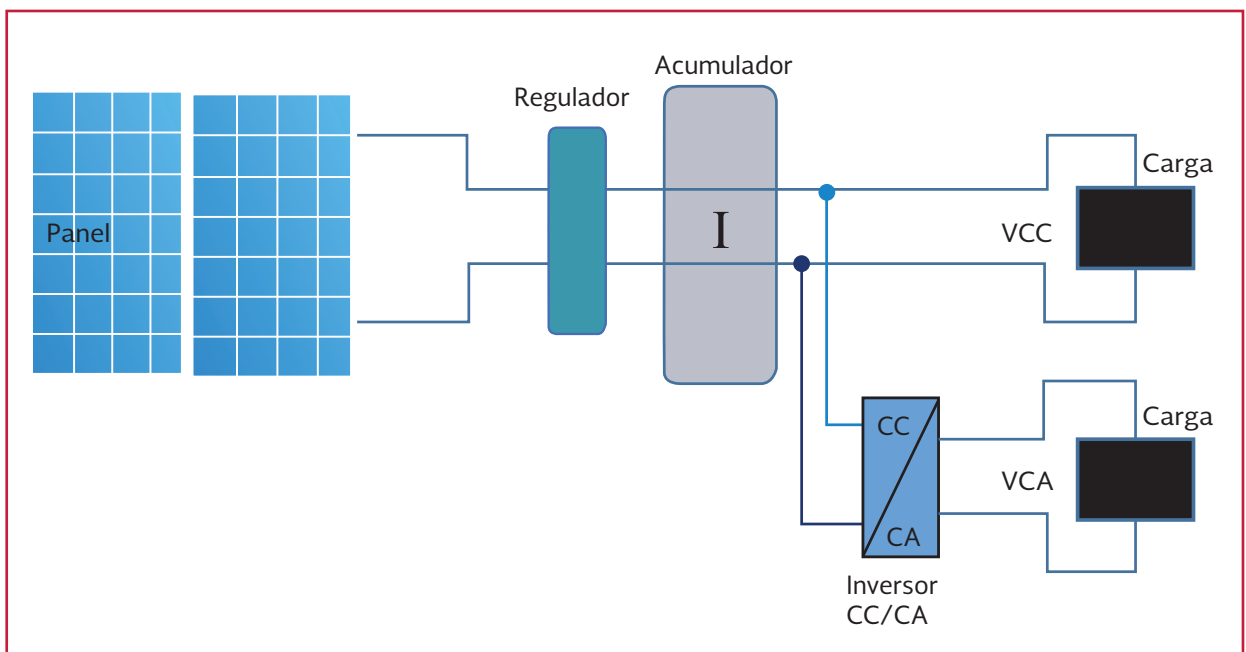 Acumulador
Regulador
Panel
I
Carga
VCC
CC
CA
Carga
VCA
Inversor
CC/CA